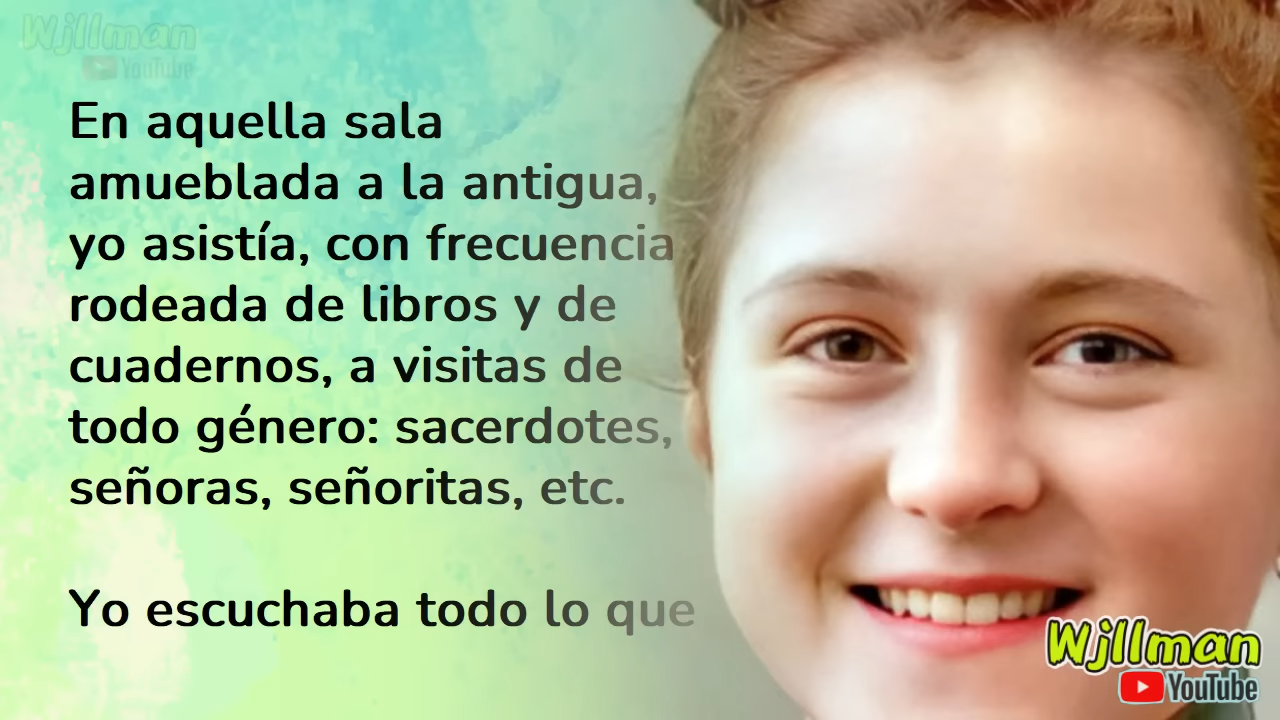 Wjllman
YouTube
En aquella sala
amueblada a la antigua,
yo asistía, con frecuencia
rodeada de libros y de
cuadernos, a visitas de
todo género: sacerdotes,
señoras, señoritas, etc.
Yo escuchaba todo lo que
Wjllman
YouTube